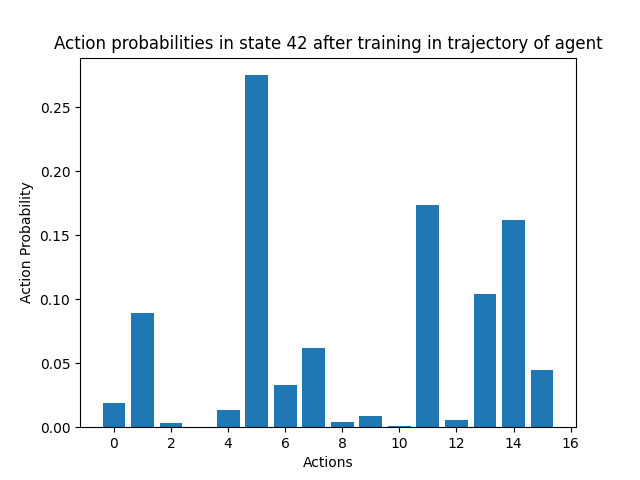 Action probabilities in state 42 after training in trajectory of agent
Action Probability
0.25
0.20
0.15
0.10
0.05
0.00
0 2 4 6 8 10 12 14 16
Actions